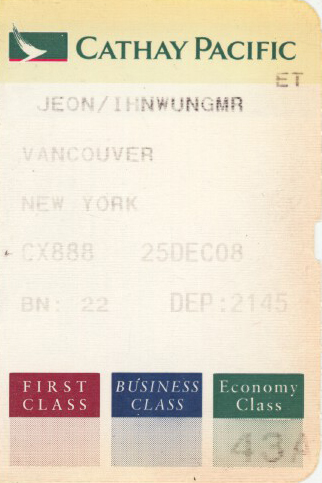 CATHAY PACIFIC
ET
JEON/IHNWUNGMR
VANCOUVER
NEW YORK
CX888 25DEC08
BN: 22 DEP:2145
FIRST CLASS
BUSINESS CLASS
Economy Class
43A